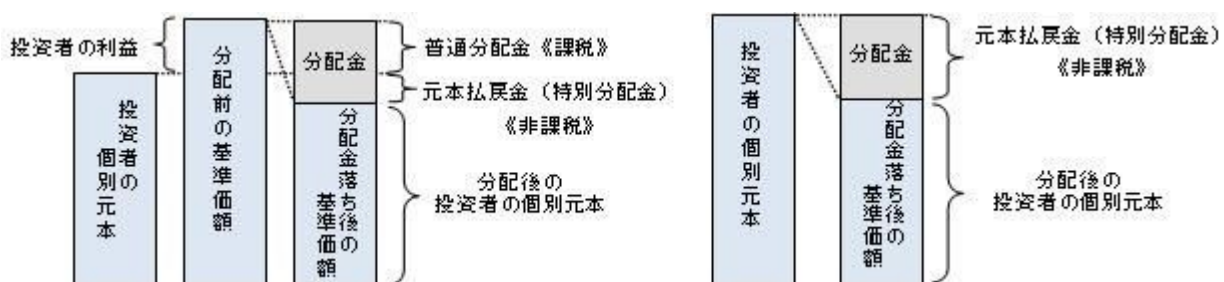 投資者の利益
投資者の
個別元本
分配前の基準価額
分配金
分配金落ち後の
基準価額
普通分配金《課税》
元本払戻金（特別分配金）
《非課税》
分配後の
投資者の個別元本
投資者の個別元本
分配金
分配金落ち後の
基準価額
元本払戻金（特別分配金）
《非課税》
分配後の
投資者の個別元本